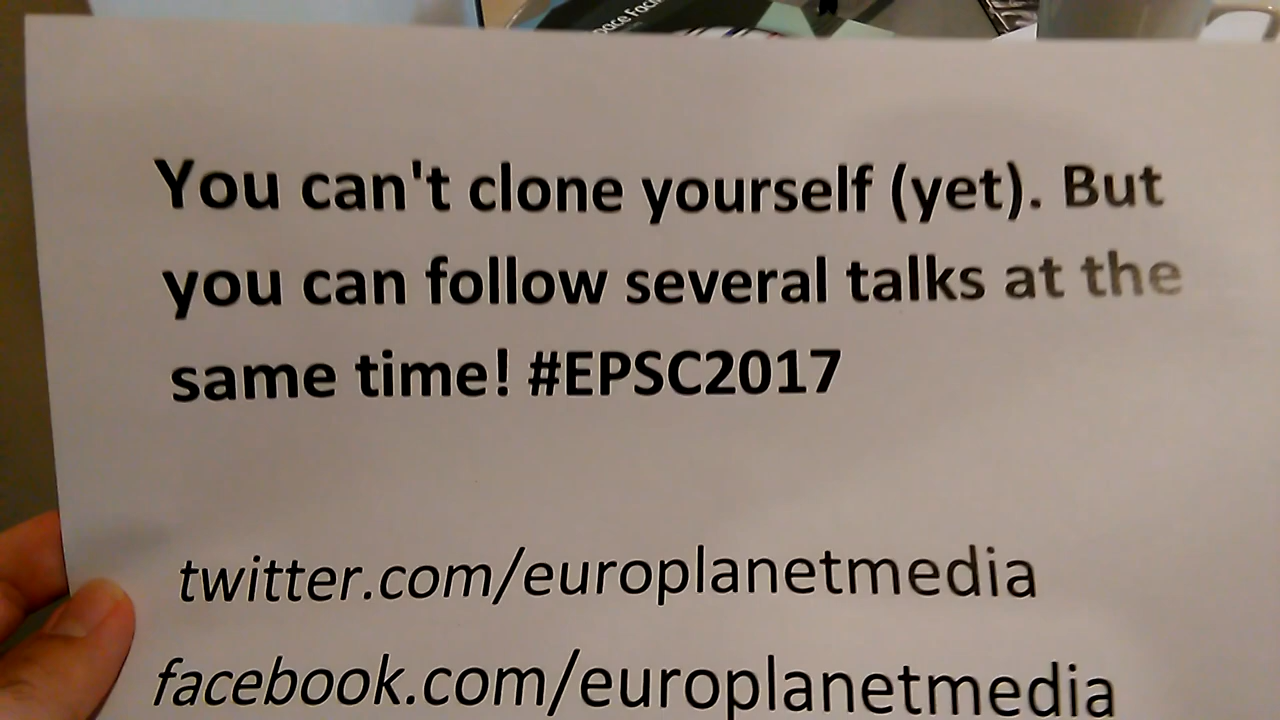 You can't clone yourself (yet). But
you can follow several talks at the
same time! #EPSC2017
twitter.com/europlanetmedia
facebook.com/europlanetmedia